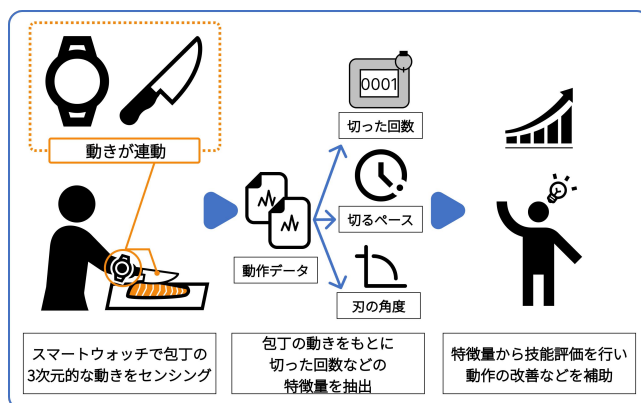 動きが連動
動作データ
0001
切った回数
切るペース
刃の角度
スマートウォッチで包丁の
3次元的な動きをセンシング
包丁の動きをもとに
切った回数などの
特徴量を抽出
特徴量から技能評価を行い
動作の改善などを補助